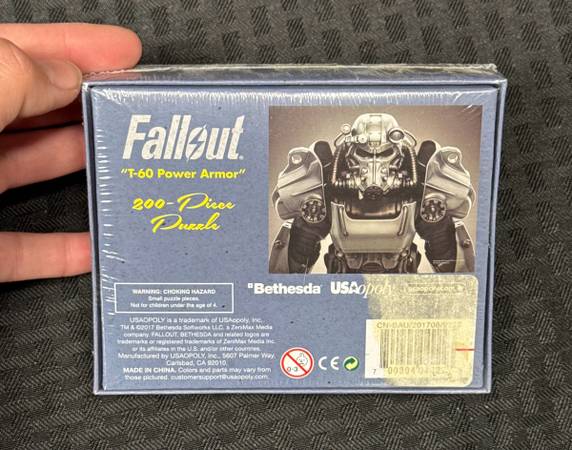 Fallout®
"T-60 Power Armor"
200-Piece
Puzzle
WARNING: CHOKING HAZARD
Small puzzle pieces.
Not for children under the age of 4.
Bethesda® USAopoly
USAOPOLY is a trademark of USAopoly, Inc.
TM & ©2017 Bethesda Softworks LLC, a ZeniMax Media
company. FALLOUT, BETHESDA and related logos are
trademarks or registered trademarks of ZeniMax Media Inc.
or its affiliates in the U.S. and/or other countries.
Manufactured by USAOPOLY, Inc., 5607 Palmer Way,
Carlsbad, CA 92010.
MADE IN CHINA. Colors and parts may vary from
those pictured. customersupport@usaopoly.com.
0-3
CE
7